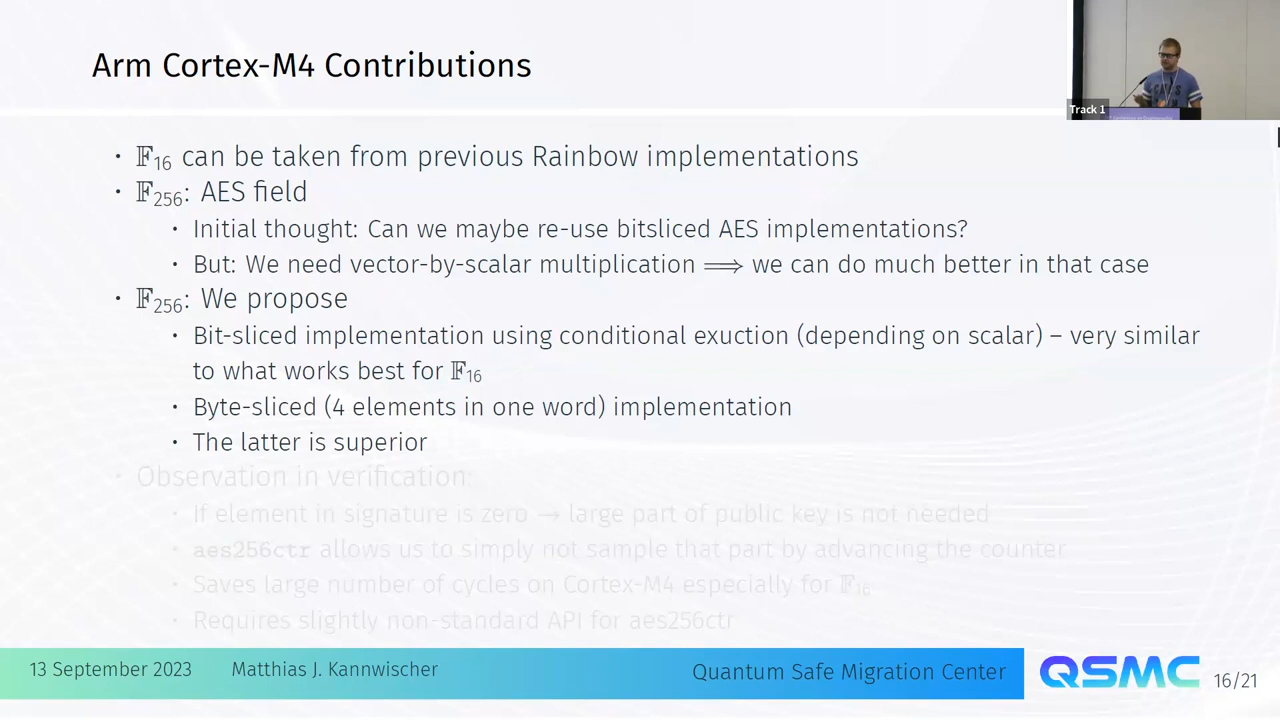 Arm Cortex-M4 Contributions
Track 1
· 𝔽₁₆ can be taken from previous Rainbow implementations
· 𝔽₂₅₆: AES field
· Initial thought: Can we maybe re-use bitsliced AES implementations?
· But: We need vector-by-scalar multiplication ⟹ we can do much better in that case
· 𝔽₂₅₆: We propose
· Bit-sliced implementation using conditional exuction (depending on scalar) – very similar
to what works best for 𝔽₁₆
· Byte-sliced (4 elements in one word) implementation
· The latter is superior
· Observation in verification:
· If element in signature is zero → large part of public key is not needed
· aes256ctr allows us to simply not sample that part by advancing the counter
· Saves large number of cycles on Cortex-M4 especially for 𝔽₁₆
· Requires slightly non-standard API for aes256ctr
13 September 2023 Matthias J. Kannwischer Quantum Safe Migration Center QSMC 16/21